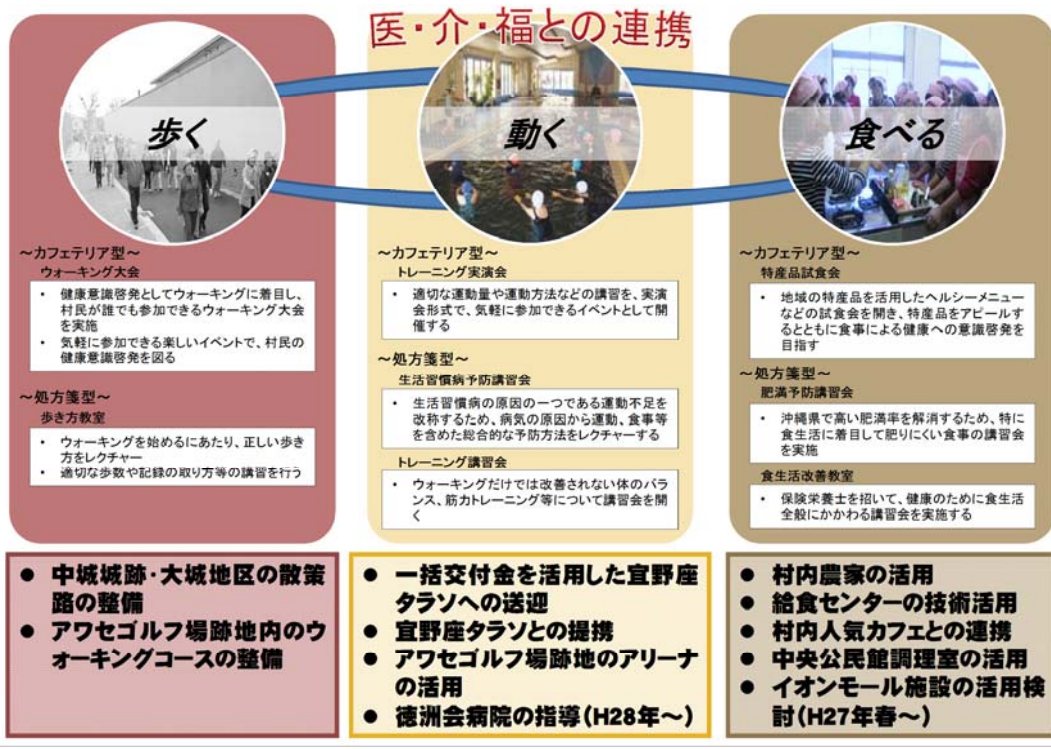 医・介・福との連携
歩く
～カフェテリア型～
ウォーキング大会
• 健康意識啓発としてウォーキングに着目し、
村民が誰でも参加できるウォーキング大会
を実施
• 気軽に参加できる楽しいイベントで、村民の
健康意識啓発を図る
～処方箋型～
歩き方教室
• ウォーキングを始めるにあたり、正しい歩き
方をレクチャー
• 適切な歩数や記録の取り方等の講習を行う
● 中城城跡・大城地区の散策
路の整備
● アワセゴルフ場跡地内のウ
ォーキングコースの整備
動く
～カフェテリア型～
トレーニング実演会
• 適切な運動量や運動方法などの講習を、実演
会形式で、気軽に参加できるイベントとして開
催する
～処方箋型～
生活習慣病予防講習会
• 生活習慣病の原因の一つである運動不足を
改称するため、病気の原因から運動、食事等
を含めた総合的な予防方法をレクチャーする
トレーニング講習会
• ウォーキングだけでは改善されない体のバラ
ンス、筋力トレーニング等について講習会を開
く
● 一括交付金を活用した宜野座
タラソへの送迎
● 宜野座タラソとの提携
● アワセゴルフ場跡地のアリーナ
の活用
● 徳洲会病院の指導（H28年～）
食べる
～カフェテリア型～
特産品試食会
• 地域の特産品を活用したヘルシーメニュー
などの試食会を開き、特産品をアピールす
るとともに食事による健康への意識啓発を
目指す
～処方箋型～
肥満予防講習会
• 沖縄県で高い肥満率を解消するため、特に
食生活に着目して肥りにくい食事の講習会
を実施
食生活改善教室
• 保険栄養士を招いて、健康のために食生活
全般にかかわる講習会を実施する
● 村内農家の活用
● 給食センターの技術活用
● 村内人気カフェとの連携
● 中央公民館調理室の活用
● イオンモール施設の活用検
討（H27年春～）